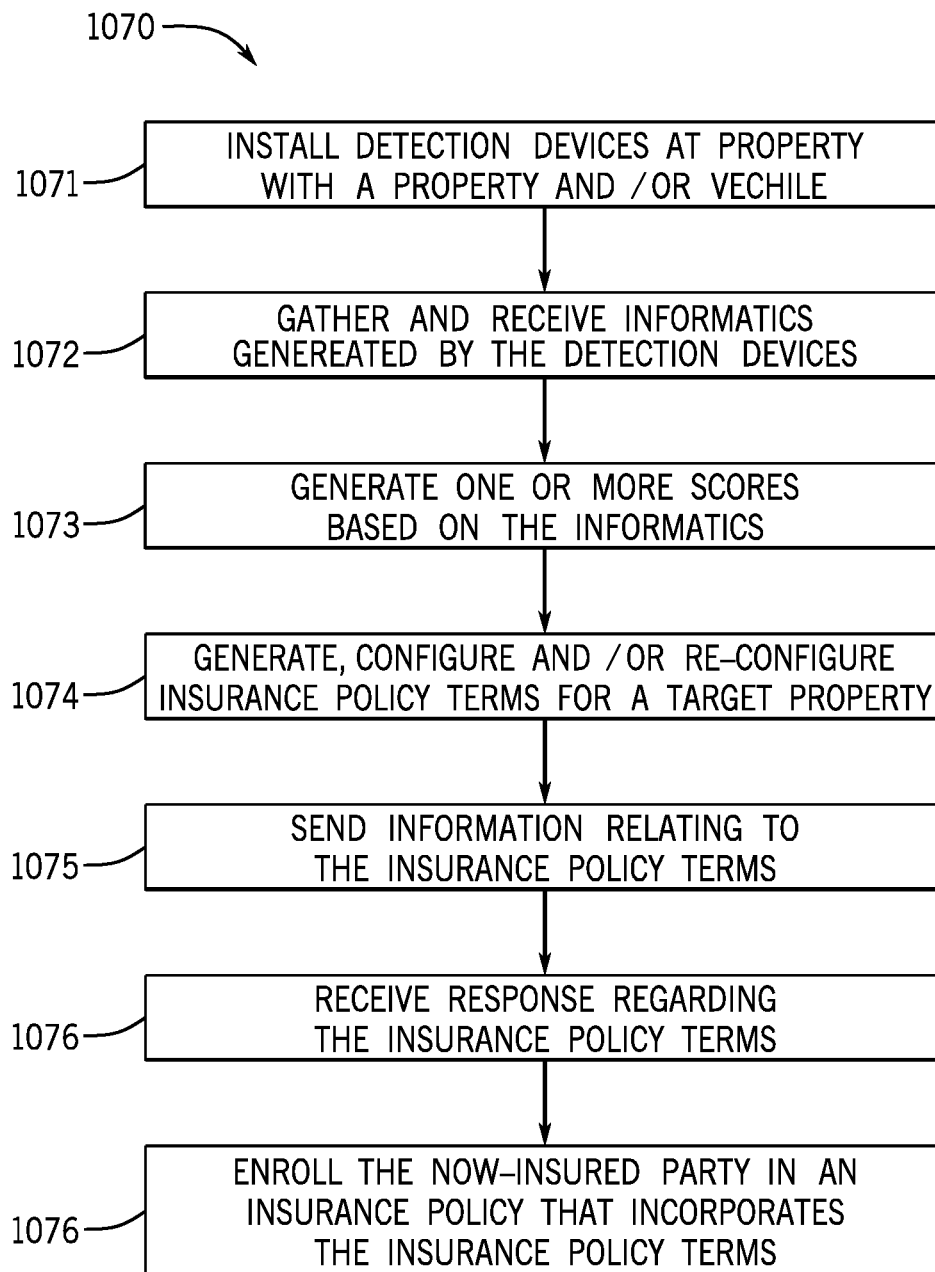 1070
1071
INSTALL DETECTION DEVICES AT PROPERTY
WITH A PROPERTY AND /OR VECHILE
1072
GATHER AND RECEIVE INFORMATICS
GENEREATED BY THE DETECTION DEVICES
1073
GENERATE ONE OR MORE SCORES
BASED ON THE INFORMATICS
1074
GENERATE, CONFIGURE AND /OR RE-CONFIGURE
INSURANCE POLICY TERMS FOR A TARGET PROPERTY
1075
SEND INFORMATION RELATING TO
THE INSURANCE POLICY TERMS
1076
RECEIVE RESPONSE REGARDING
THE INSURANCE POLICY TERMS
1076
ENROLL THE NOW-INSURED PARTY IN AN
INSURANCE POLICY THAT INCORPORATES
THE INSURANCE POLICY TERMS